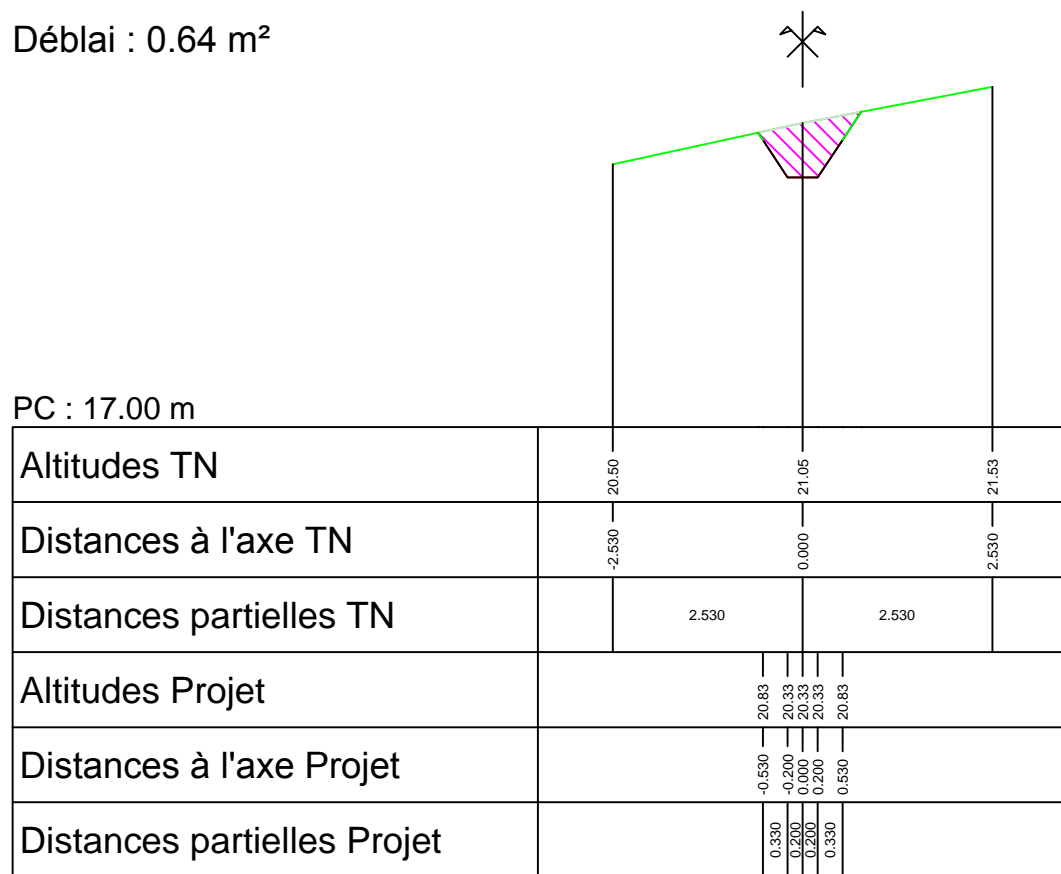 Déblai : 0.64 m²
PC : 17.00 m
Altitudes TN 20.50 21.05 21.53
Distances à l'axe TN -2.530 0.000 2.530
Distances partielles TN 2.530 2.530
Altitudes Projet 20.83 20.33 20.33 20.33 20.83
Distances à l'axe Projet -0.530 -0.200 0.000 0.200 0.530
Distances partielles Projet 0.330 0.200 0.200 0.330